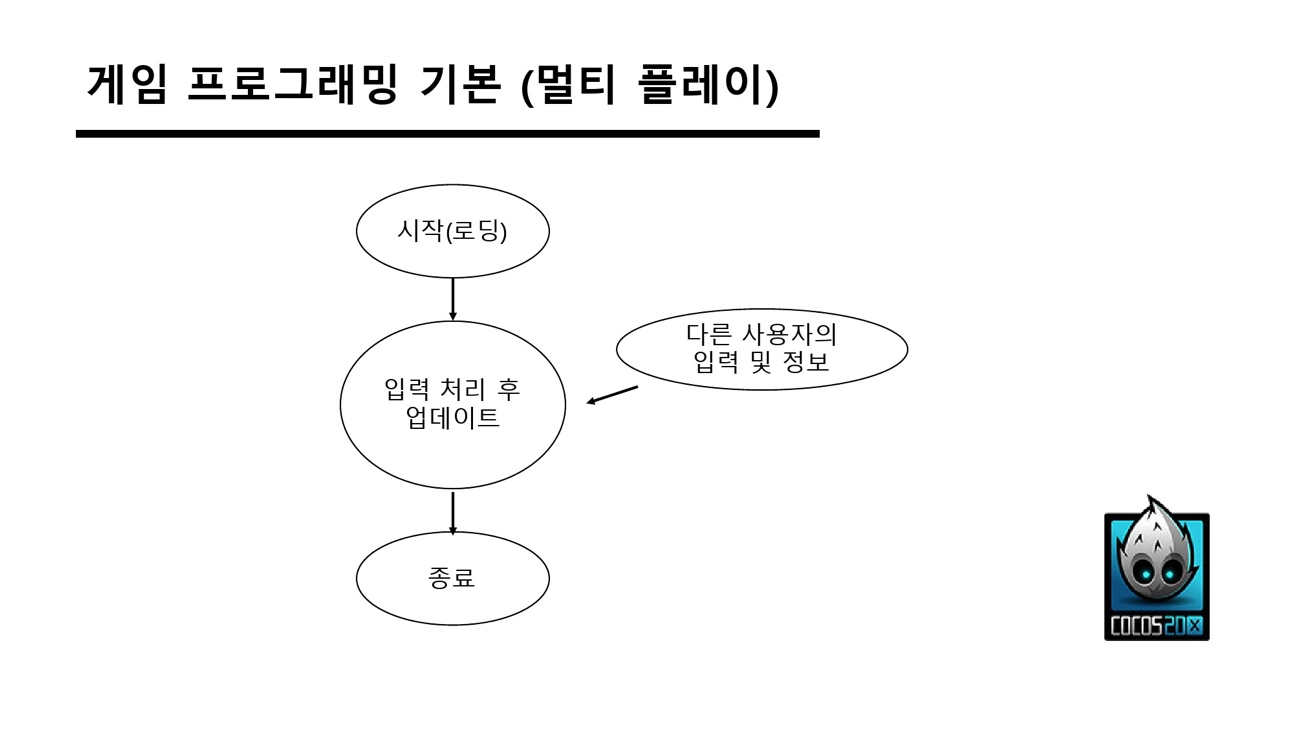 게임 프로그래밍 기본 (멀티 플레이)
시작(로딩)
다른 사용자의
입력 및 정보
입력 처리 후
업데이트
종료
COCOS2DX